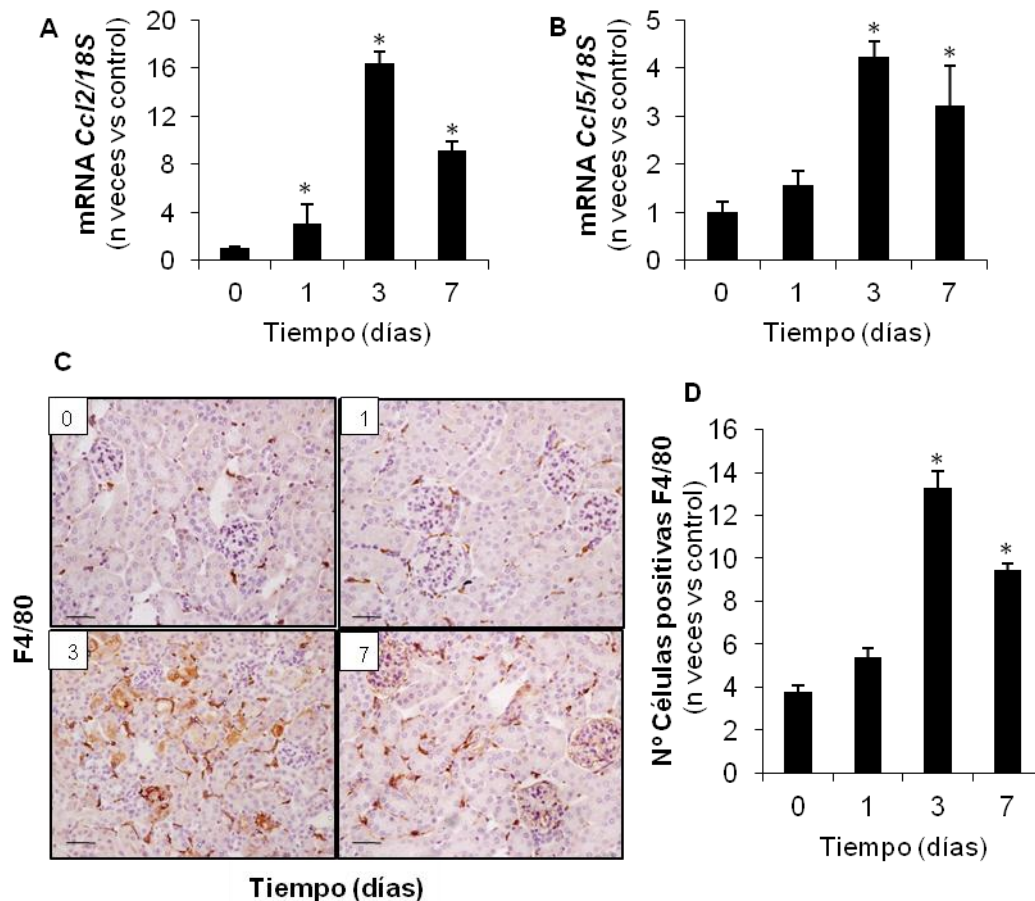 A
mRNA Ccl2/18S
(n veces vs control)
20
16
12
8
4
0
*
*
*
0 1 3 7
Tiempo (días)
B
mRNA Ccl5/18S
(n veces vs control)
5
4
3
2
1
0
*
*
0 1 3 7
Tiempo (días)
C
F4/80
0
1
3
7
Tiempo (días)
D
Nº Células positivas F4/80
(n veces vs control)
16
14
12
10
8
6
4
2
0
*
*
0 1 3 7
Tiempo (días)